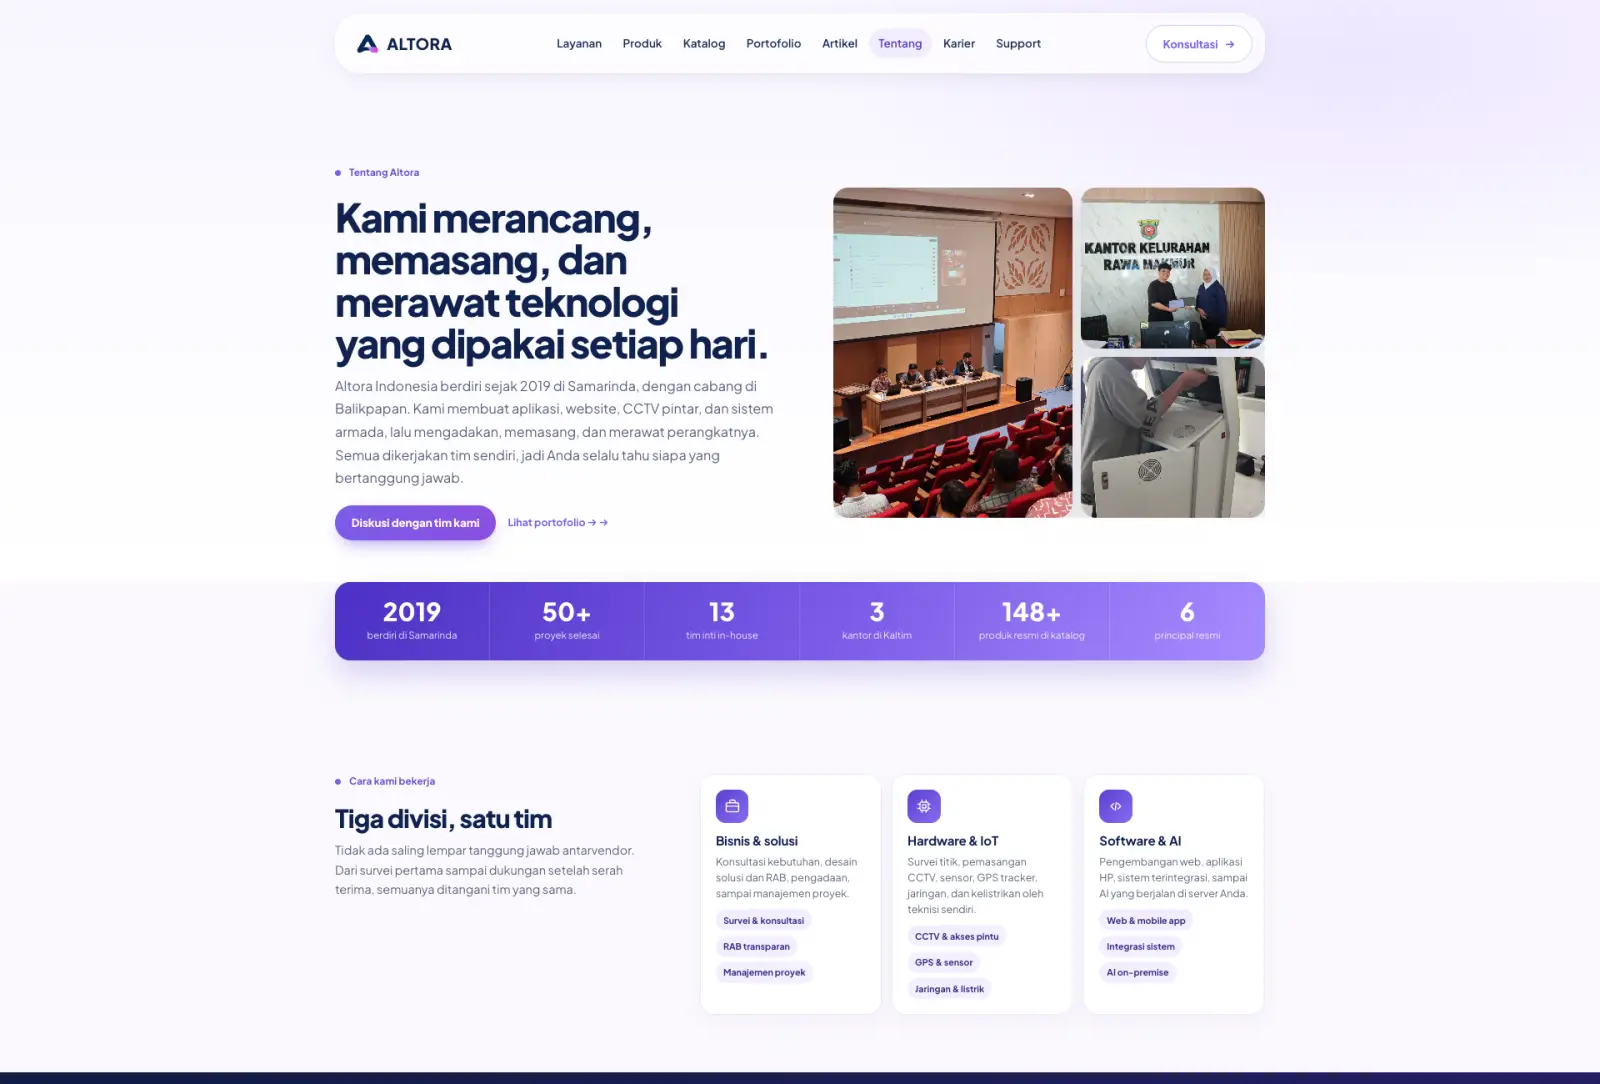 ALTORA
Layanan
Produk
Katalog
Portofolio
Artikel
Tentang
Karier
Support
Konsultasi →
Tentang Altora
Kami merancang,
memasang, dan
merawat teknologi
yang dipakai setiap hari.
Altora Indonesia berdiri sejak 2019 di Samarinda, dengan cabang di
Balikpapan. Kami membuat aplikasi, website, CCTV pintar, dan sistem
armada, lalu mengadakan, memasang, dan merawat perangkatnya.
Semua dikerjakan tim sendiri, jadi Anda selalu tahu siapa yang
bertanggung jawab.
Diskusi dengan tim kami
Lihat portofolio → →
KANTOR KELURAHAN
RAWA MAKMUR
2019
berdiri di Samarinda
50+
proyek selesai
13
tim inti in-house
3
kantor di Kaltim
148+
produk resmi di katalog
6
principal resmi
Cara kami bekerja
Tiga divisi, satu tim
Tidak ada saling lempar tanggung jawab antarvendor.
Dari survei pertama sampai dukungan setelah serah
terima, semuanya ditangani tim yang sama.
Bisnis & solusi
Konsultasi kebutuhan, desain
solusi dan RAB, pengadaan,
sampai manajemen proyek.
Survei & konsultasi
RAB transparan
Manajemen proyek
Hardware & IoT
Survei titik, pemasangan
CCTV, sensor, GPS tracker,
jaringan, dan kelistrikan oleh
teknisi sendiri.
CCTV & akses pintu
GPS & sensor
Jaringan & listrik
Software & AI
Pengembangan web, aplikasi
HP, sistem terintegrasi, sampai
AI yang berjalan di server Anda.
Web & mobile app
Integrasi sistem
AI on-premise